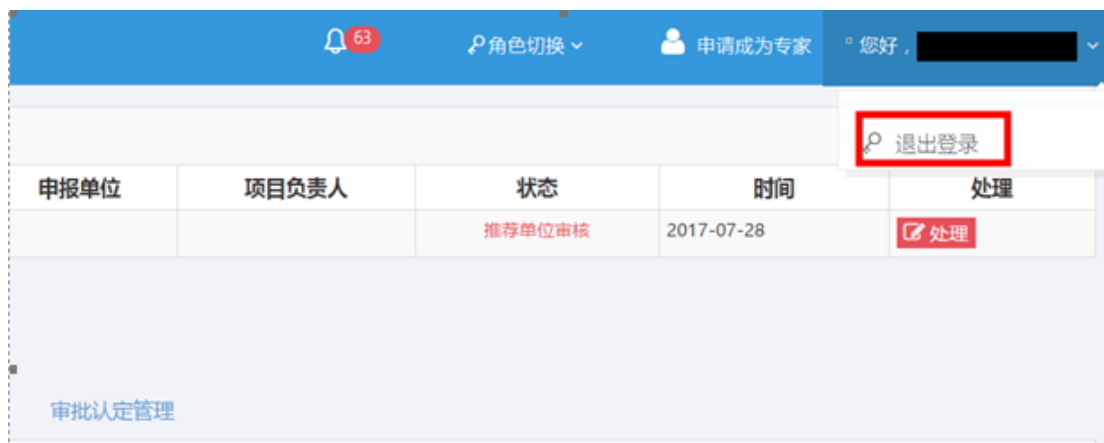 63 角色切换 申请成为专家 ° 您好，
退出登录
申报单位 项目负责人 状态 时间 处理
推荐单位审核 2017-07-28 处理
审批认定管理